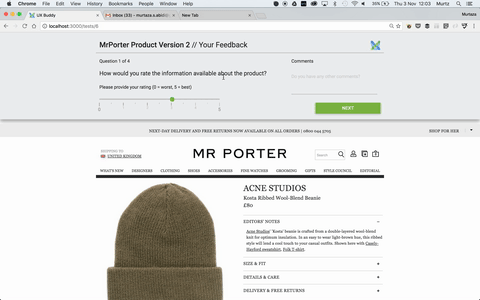 Chrome File Edit View History Bookmarks People Window Help
Thu 3 Nov 12:03 Murtz
UX Buddy
New Tab
Murtaza
localhost:3000/tests/6
MrPorter Product Version 2 // Your Feedback
Question 1 of 4
How would you rate the information available about the product?
Please provide your rating (0 = worst, 5 = best)
0 5
Comments
Do you have any other comments?
NEXT
NEXT-DAY DELIVERY AND FREE RETURNS NOW AVAILABLE ON ALL ORDERS | 0800 044 5705
SHOP FOR HER
SHIPPING TO
UNITED KINGDOM
MR PORTER
Search
WHAT'S NEW DESIGNERS CLOTHING SHOES ACCESSORIES FINE WATCHES GROOMING GIFTS STYLE COUNCIL EDITORIAL
ACNE STUDIOS
Kosta Ribbed Wool-Blend Beanie
£80
EDITORS' NOTES
Acne Studios' 'Kosta' beanie is crafted from a double-layered wool-blend
knit for optimum insulation. In an easy to wear light-brown hue, this ribbed
style will lend a cool touch to your casual outfits. Shown here with Casely-
Hayford sweatshirt, Folk T-shirt.
SIZE & FIT
DETAILS & CARE
DELIVERY & FREE RETURNS